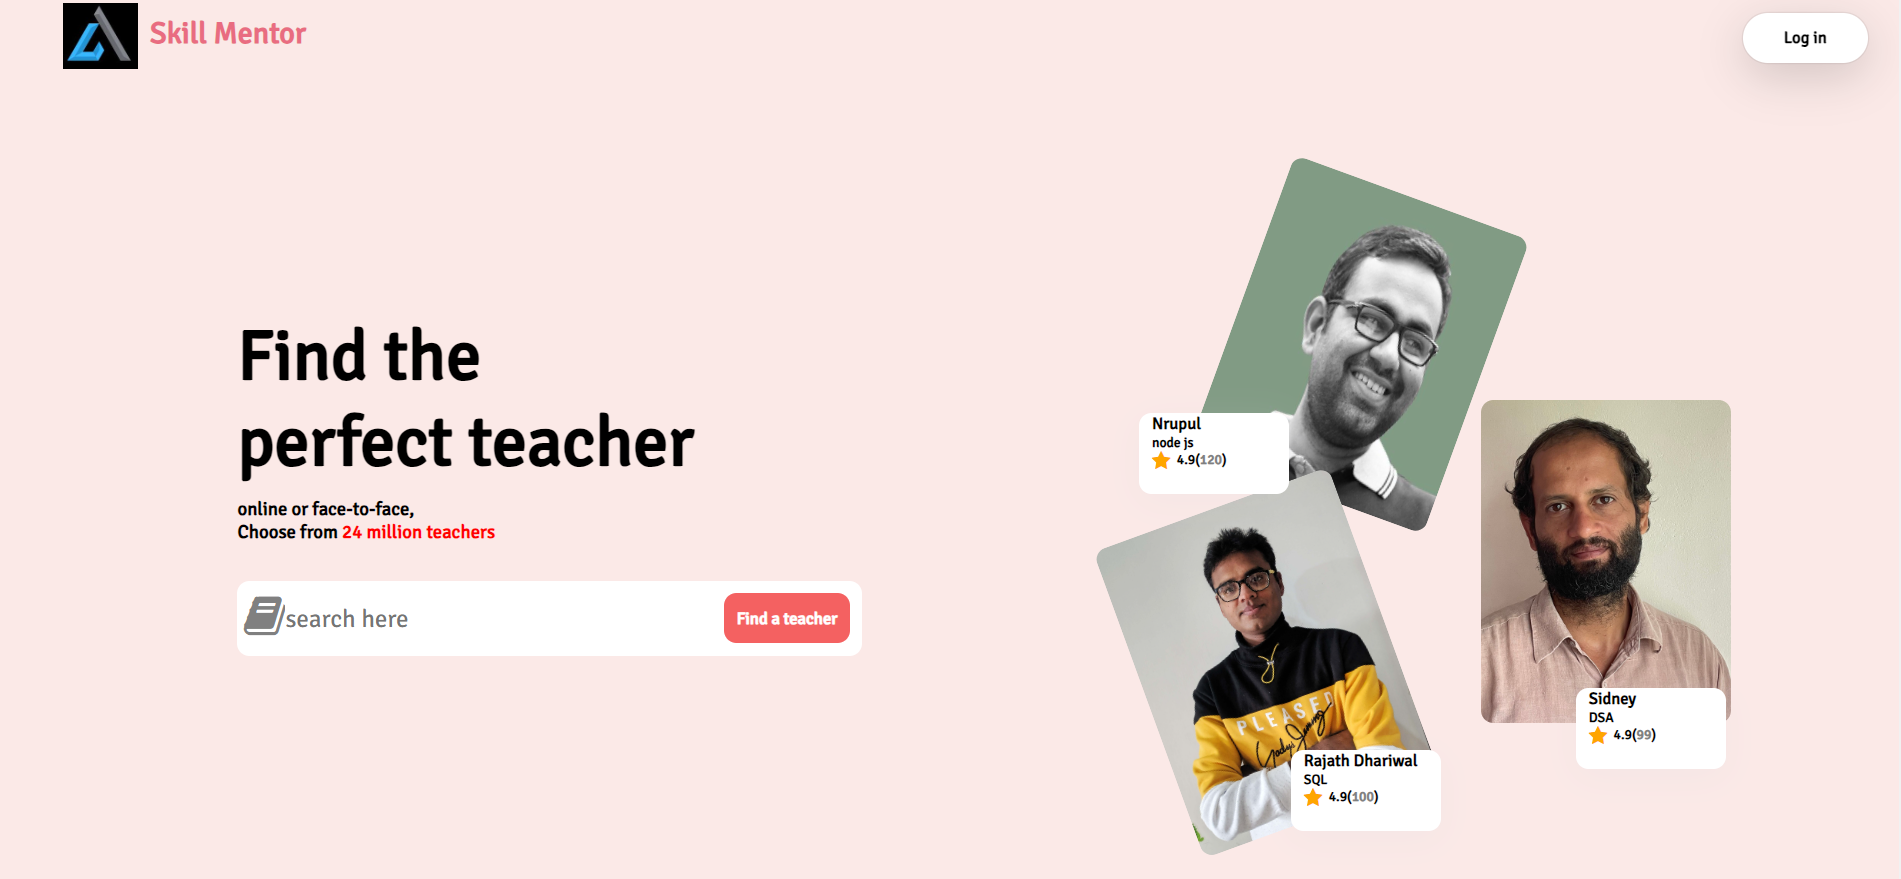 Skill Mentor
Log in
Find the
perfect teacher
online or face-to-face,
Choose from 24 million teachers
search here
Find a teacher
Nrupul
node js
4.9(120)
PLEASED
Rajath Dhariwal
SQL
4.9(100)
Sidney
DSA
4.9(99)